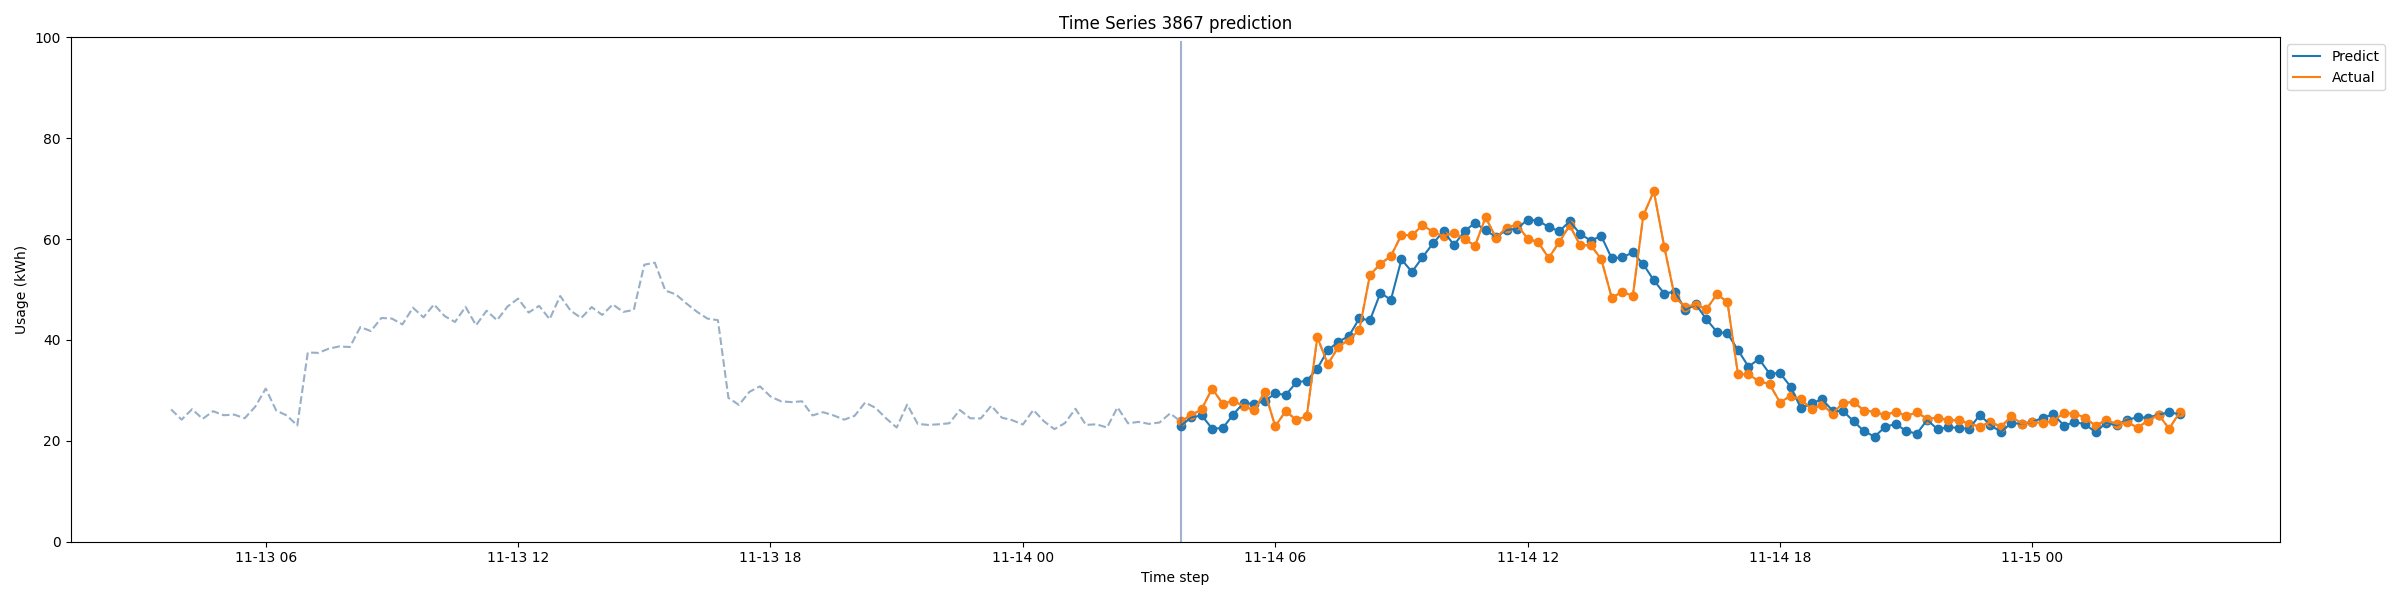 Time Series 3867 prediction
Predict
Actual
100
80
60
40
20
0
Usage (kWh)
11-13 06
11-13 12
11-13 18
11-14 00
11-14 06
11-14 12
11-14 18
11-15 00
Time step